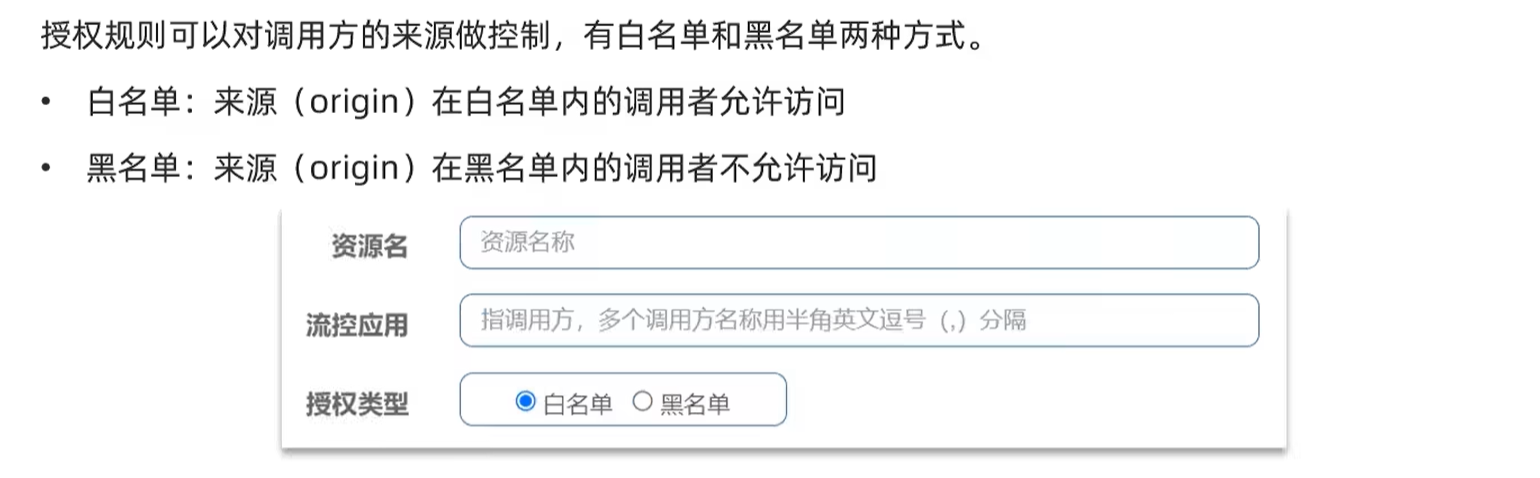 授权规则可以对调用方的来源做控制，有白名单和黑名单两种方式。
• 白名单：来源（origin）在白名单内的调用者允许访问
• 黑名单：来源（origin）在黑名单内的调用者不允许访问
资源名 资源名称
流控应用 指调用方，多个调用方名称用半角英文逗号（,）分隔
授权类型 白名单 黑名单